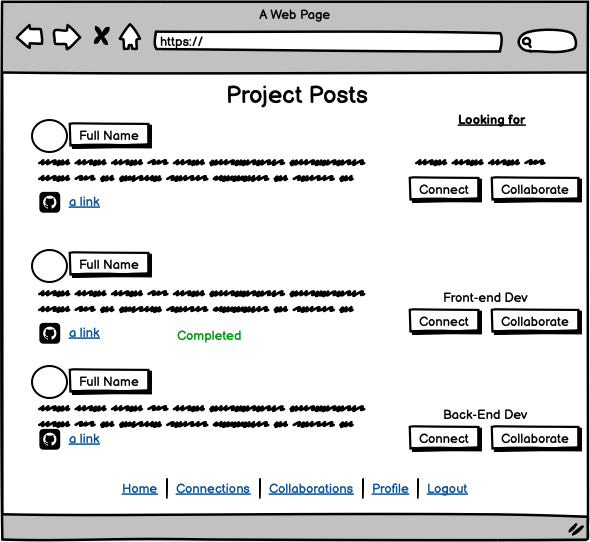 A Web Page
https://
Project Posts
Looking for
Full Name
a link
Connect Collaborate
Full Name
a link
Completed
Front-end Dev
Connect Collaborate
Full Name
a link
Back-End Dev
Connect Collaborate
Home Connections Collaborations Profile Logout